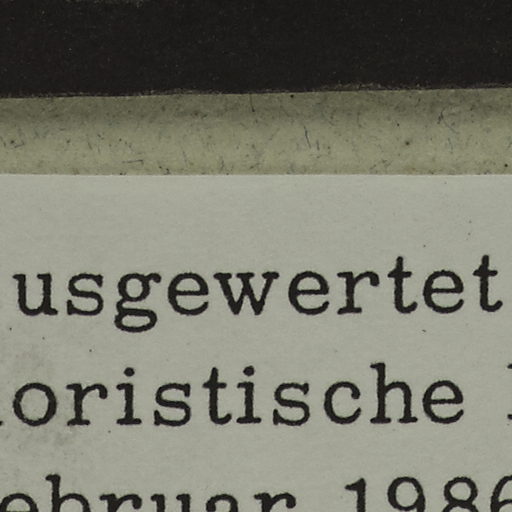 usgewertet
oristische
ebruar 1986